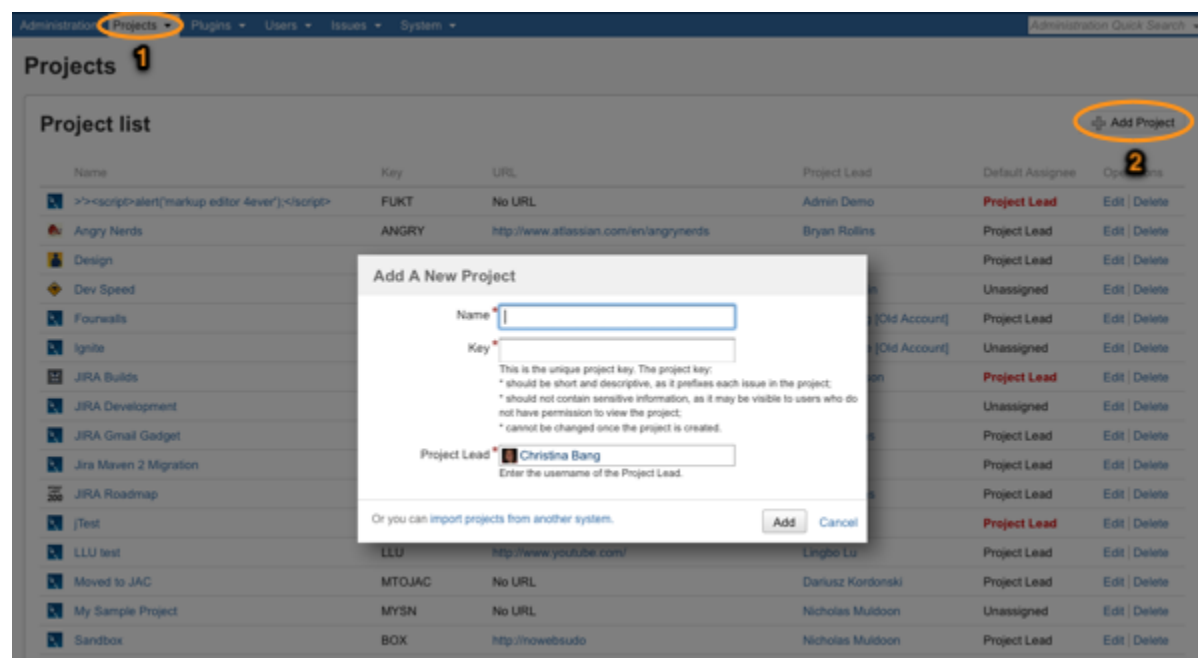 Administration Projects Plugins Users Issues System Administration Quick Search
1
Projects
Project list Add Project
2
Name Key URL Project Lead Default Assignee
>'><script>alert('markup editor 4ever');</script> FUKT No URL Admin Demo Project Lead Edit | Delete
Angry Nerds ANGRY http://www.atlassian.com/en/angrynerds Bryan Rollins Project Lead Edit | Delete
Design Project Lead Edit | Delete
Dev Speed Unassigned Edit | Delete
Fourwalls [Old Account] Project Lead Edit | Delete
Ignite [Old Account] Unassigned Edit | Delete
JIRA Builds Project Lead Edit | Delete
JIRA Development Unassigned Edit | Delete
JIRA Gmail Gadget Project Lead Edit | Delete
Jira Maven 2 Migration Project Lead Edit | Delete
JIRA Roadmap Project Lead Edit | Delete
jTest Project Lead Edit | Delete
LLU test LLU http://www.youtube.com/ Lingbo Lu Project Lead Edit | Delete
Moved to JAC MTOJAC No URL Dariusz Kordonski Project Lead Edit | Delete
My Sample Project MYSN No URL Nicholas Muldoon Unassigned Edit | Delete
Sandbox BOX http://nowebsudo Nicholas Muldoon Project Lead Edit | Delete
Add A New Project
Name *
Key *
This is the unique project key. The project key:
* should be short and descriptive, as it prefixes each issue in the project;
* should not contain sensitive information, as it may be visible to users who do
not have permission to view the project;
* cannot be changed once the project is created.
Project Lead * Christina Bang
Enter the username of the Project Lead.
Or you can import projects from another system. Add Cancel